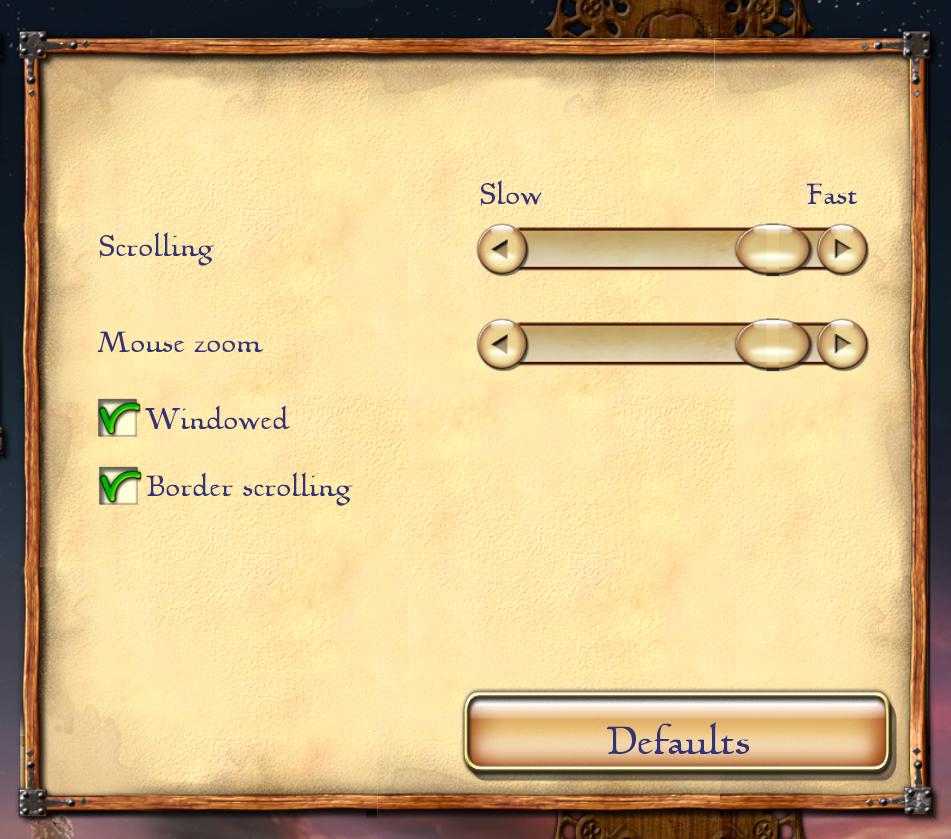 Slow Fast
Scrolling
Mouse zoom
Windowed
Border scrolling
Defaults